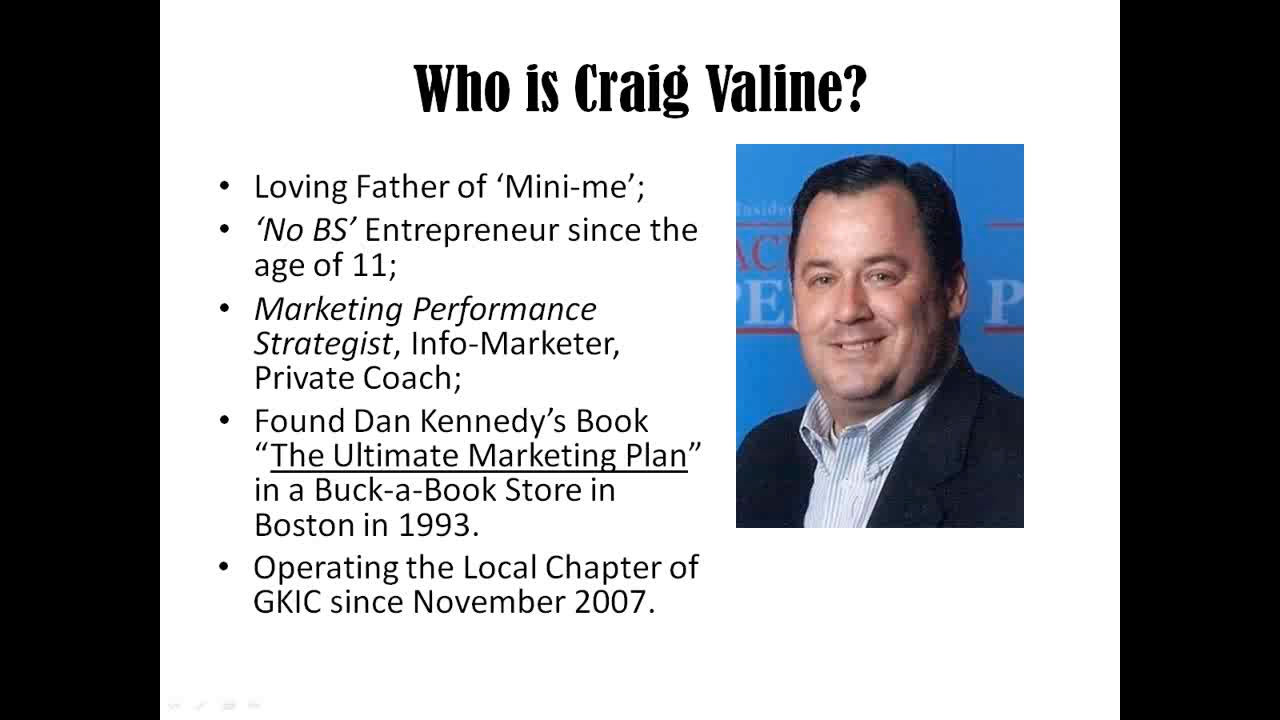 Who is Craig Valine?
• Loving Father of ‘Mini-me’;
• ‘No BS’ Entrepreneur since the
age of 11;
• Marketing Performance
Strategist, Info-Marketer,
Private Coach;
• Found Dan Kennedy’s Book
“The Ultimate Marketing Plan”
in a Buck-a-Book Store in
Boston in 1993.
• Operating the Local Chapter of
GKIC since November 2007.